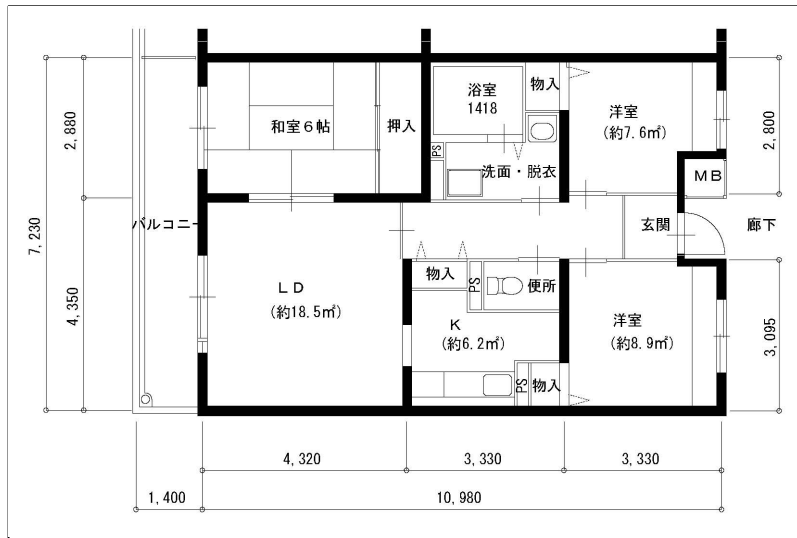 浴室
1418
物入
洋室
(約7.6㎡)
和室6帖
押入
PS
洗面・脱衣
MB
2,880
2,800
バルコニー
玄関
廊下
7,230
LD
(約18.5㎡)
物入
PS
便所
洋室
(約8.9㎡)
K
(約6.2㎡)
4,350
3,095
PS
物入
4,320
3,330
3,330
1,400
10,980